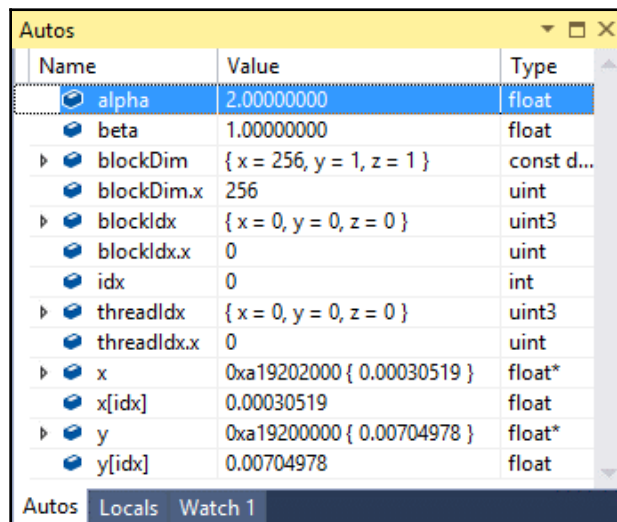 Autos
Name Value Type
alpha 2.00000000 float
beta 1.00000000 float
blockDim { x = 256, y = 1, z = 1 } const d...
blockDim.x 256 uint
blockIdx { x = 0, y = 0, z = 0 } uint3
blockIdx.x 0 uint
idx 0 int
threadIdx { x = 0, y = 0, z = 0 } uint3
threadIdx.x 0 uint
x 0xa19202000 { 0.00030519 } float*
x[idx] 0.00030519 float
y 0xa19200000 { 0.00704978 } float*
y[idx] 0.00704978 float
Autos Locals Watch 1